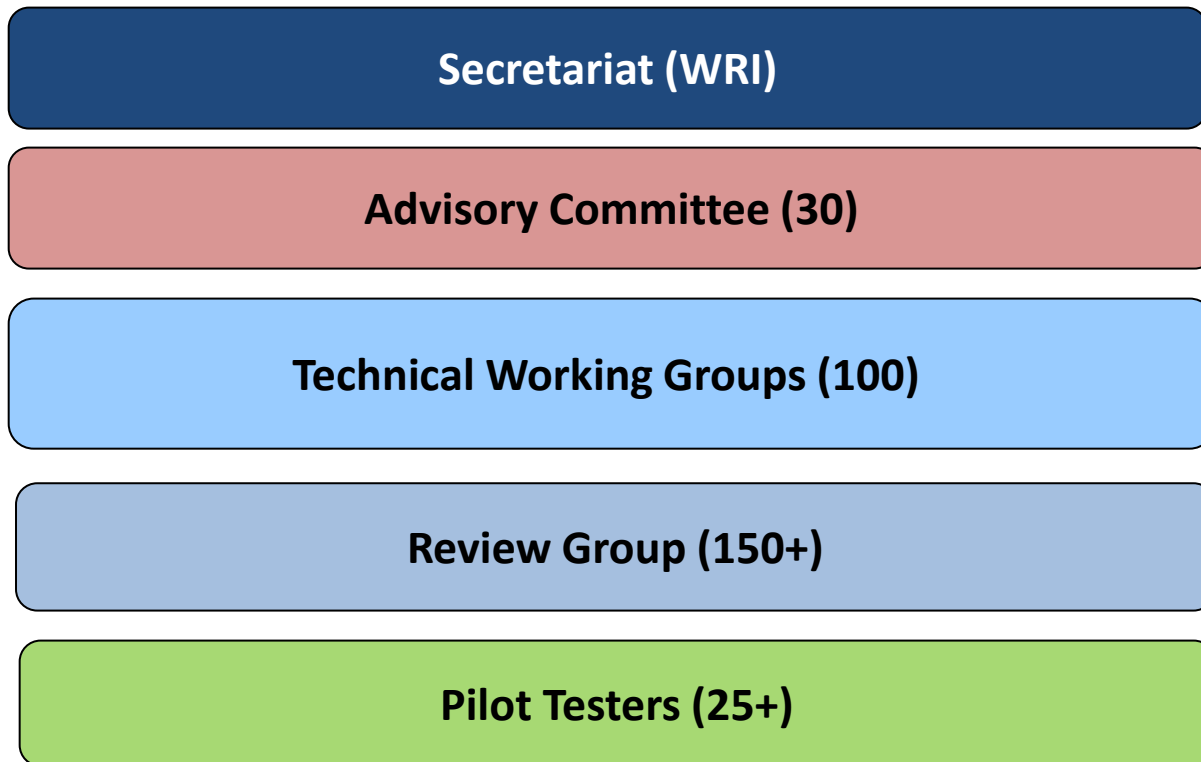 Secretariat (WRI)
Advisory Committee (30)
Technical Working Groups (100)
Review Group (150+)
Pilot Testers (25+)